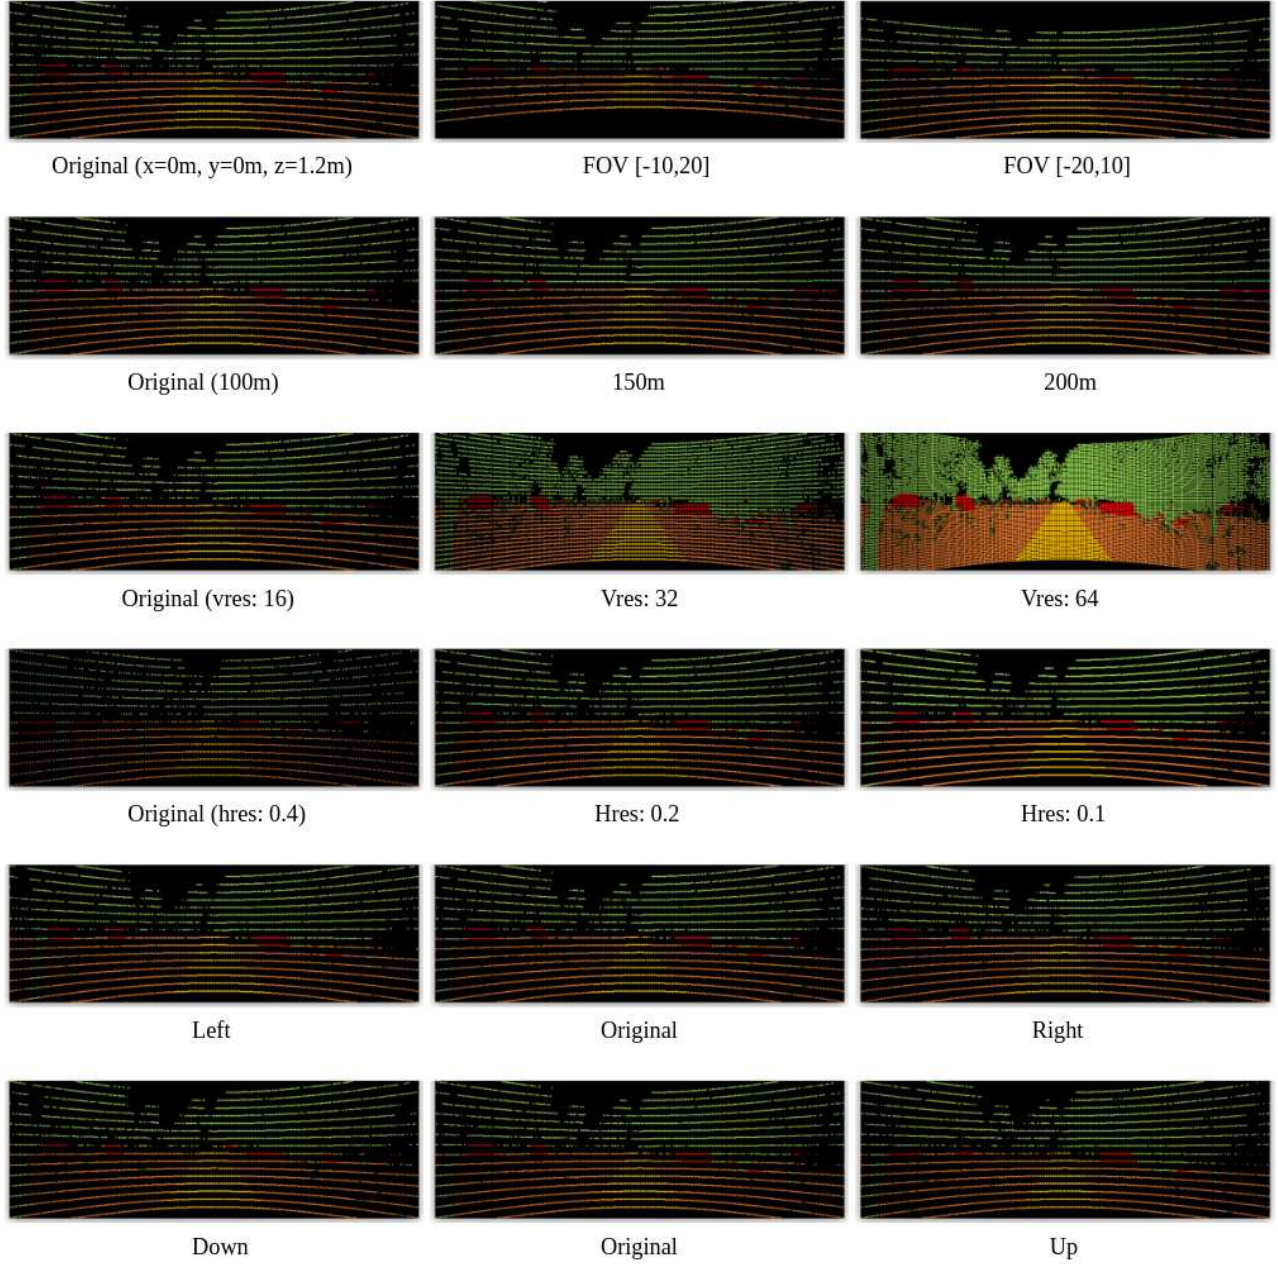 Original (x=0m, y=0m, z=1.2m)
FOV [-10,20]
FOV [-20,10]
Original (100m)
150m
200m
Original (vres: 16)
Vres: 32
Vres: 64
Original (hres: 0.4)
Hres: 0.2
Hres: 0.1
Left
Original
Right
Down
Original
Up